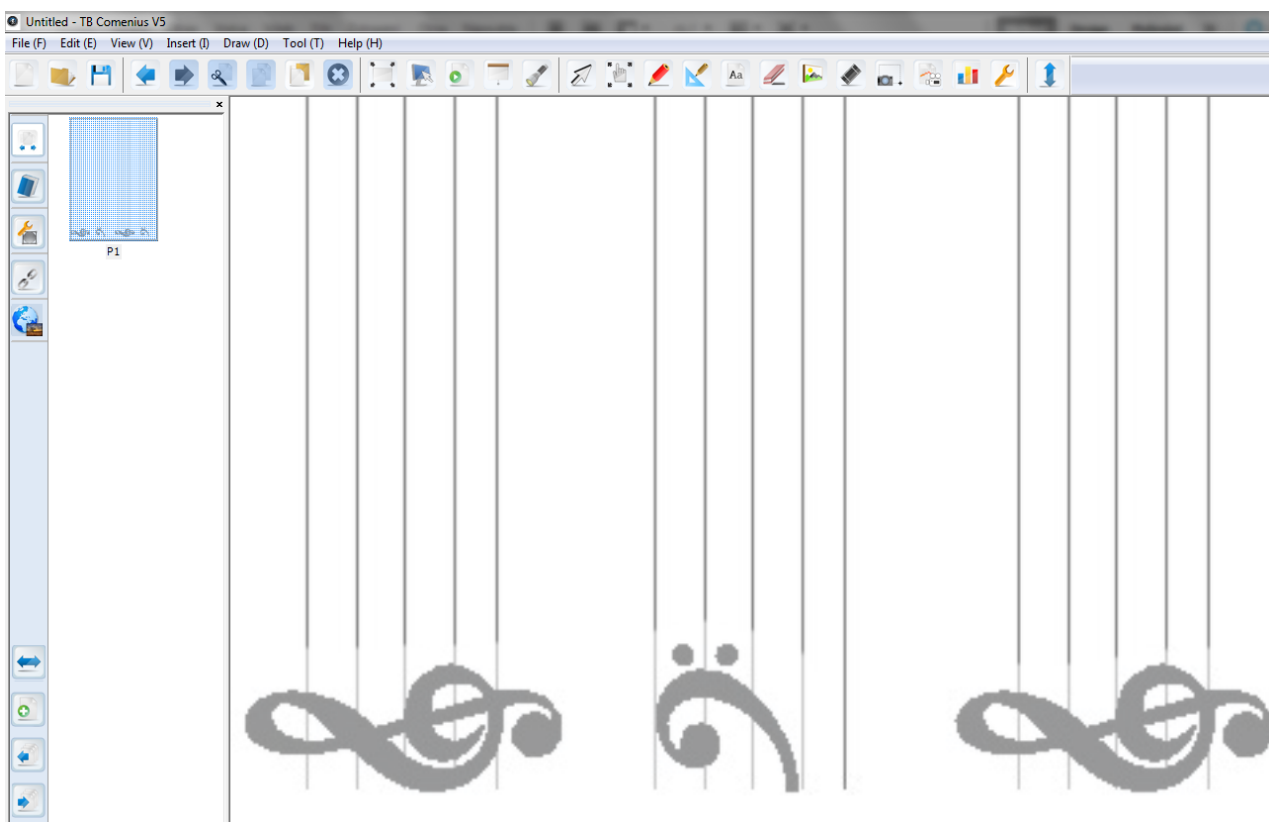 Untitled - TB Comenius V5
File (F) Edit (E) View (V) Insert (I) Draw (D) Tool (T) Help (H)
Aa
P1